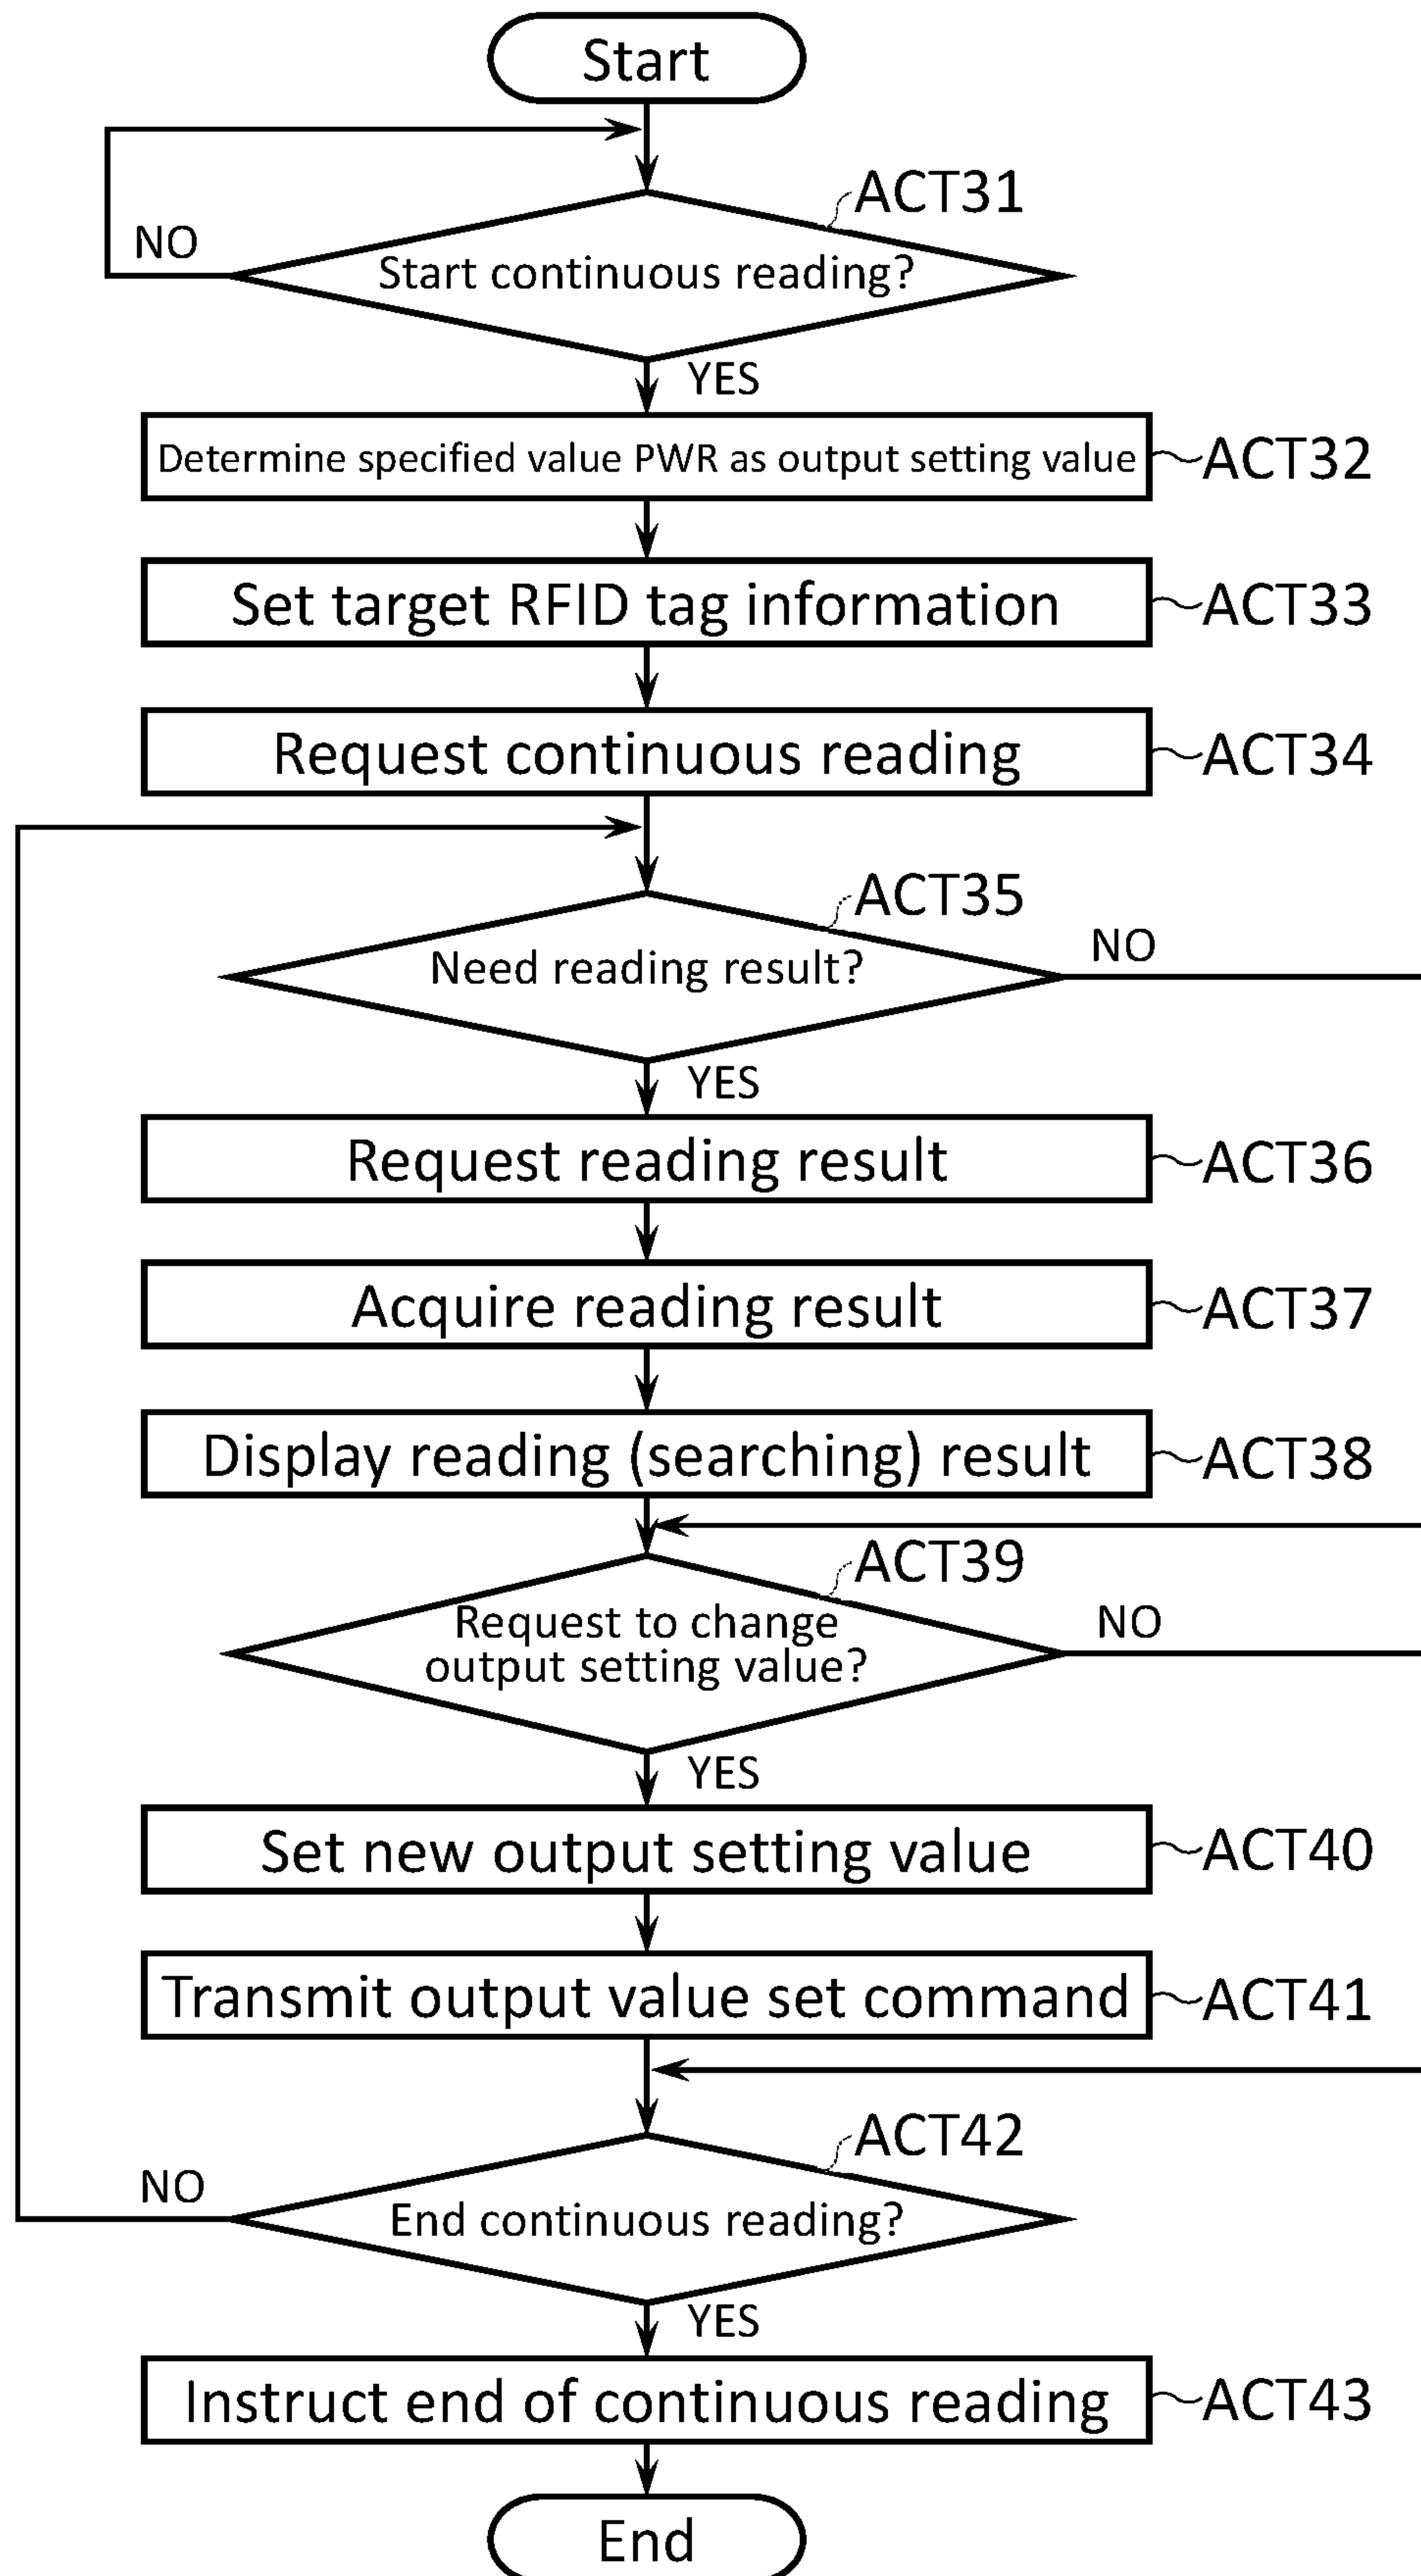 Start
ACT31
NO
Start continuous reading?
YES
Determine specified value PWR as output setting value
ACT32
Set target RFID tag information
ACT33
Request continuous reading
ACT34
ACT35
NO
Need reading result?
YES
Request reading result
ACT36
Acquire reading result
ACT37
Display reading (searching) result
ACT38
ACT39
Request to change
output setting value?
NO
YES
Set new output setting value
ACT40
Transmit output value set command
ACT41
ACT42
NO
End continuous reading?
YES
Instruct end of continuous reading
ACT43
End